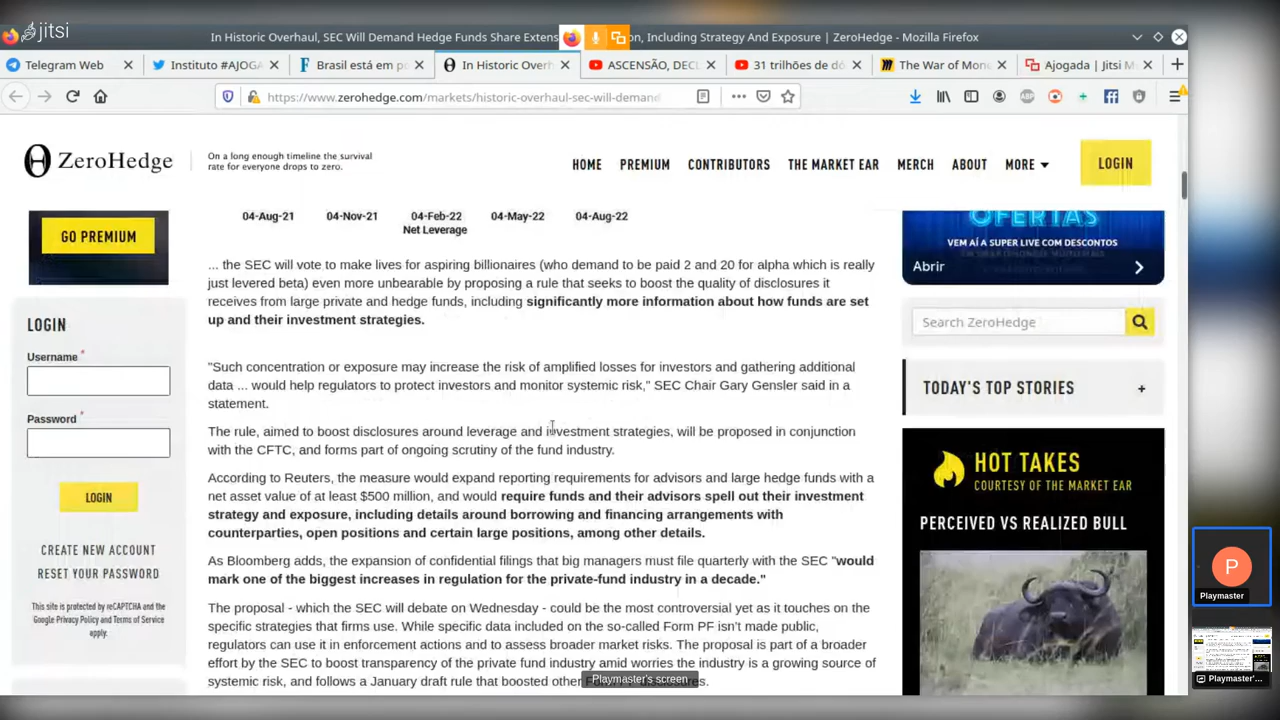 jitsi
In Historic Overhaul, SEC Will Demand Hedge Funds Share Extens on, Including Strategy And Exposure | ZeroHedge - Mozilla Firefox
Telegram Web
Instituto #AJOGA
Brasil está em p
In Historic Overh
ASCENSÃO, DECL
31 trilhões de dó
The War of Mon
Ajogada | Jitsi M
https://www.zerohedge.com/markets/historic-overhaul-sec-will-demand
ABP
ZeroHedge
On a long enough timeline the survival
rate for everyone drops to zero.
HOME
PREMIUM
CONTRIBUTORS
THE MARKET EAR
MERCH
ABOUT
MORE
LOGIN
04-Aug-21 04-Nov-21 04-Feb-22 04-May-22 04-Aug-22
Net Leverage
GO PREMIUM
LOGIN
Username *
Password *
LOGIN
CREATE NEW ACCOUNT
RESET YOUR PASSWORD
This site is protected by reCAPTCHA and the
Google Privacy Policy and Terms of Service
apply.
... the SEC will vote to make lives for aspiring billionaires (who demand to be paid 2 and 20 for alpha which is really
just levered beta) even more unbearable by proposing a rule that seeks to boost the quality of disclosures it
receives from large private and hedge funds, including significantly more information about how funds are set
up and their investment strategies.
"Such concentration or exposure may increase the risk of amplified losses for investors and gathering additional
data ... would help regulators to protect investors and monitor systemic risk," SEC Chair Gary Gensler said in a
statement.
The rule, aimed to boost disclosures around leverage and investment strategies, will be proposed in conjunction
with the CFTC, and forms part of ongoing scrutiny of the fund industry.
According to Reuters, the measure would expand reporting requirements for advisors and large hedge funds with a
net asset value of at least $500 million, and would require funds and their advisors spell out their investment
strategy and exposure, including details around borrowing and financing arrangements with
counterparties, open positions and certain large positions, among other details.
As Bloomberg adds, the expansion of confidential filings that big managers must file quarterly with the SEC "would
mark one of the biggest increases in regulation for the private-fund industry in a decade."
The proposal - which the SEC will debate on Wednesday - could be the most controversial yet as it touches on the
specific strategies that firms use. While specific data included on the so-called Form PF isn't made public,
regulators can use it in enforcement actions and to assess broader market risks. The proposal is part of a broader
effort by the SEC to boost transparency of the private fund industry amid worries the industry is a growing source of
systemic risk, and follows a January draft rule that boosted
OFERTAS
VEM AÍ A SUPER LIVE COM DESCONTOS
Abrir
Search ZeroHedge
TODAY'S TOP STORIES +
HOT TAKES
COURTESY OF THE MARKET EAR
PERCEIVED VS REALIZED BULL
P
Playmaster
Playmaster'...
Playmaster's screen